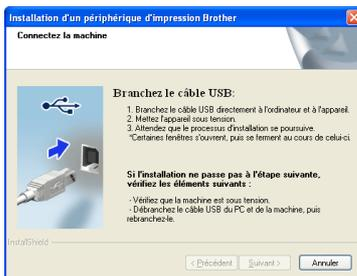 Installation d'un périphérique d'impression Brother
Connectez la machine
Branchez le câble USB:
1. Branchez le câble USB directement à l'ordinateur et à l'appareil.
2. Mettez l'appareil sous tension.
3. Attendez que le processus d'installation se poursuive.
*Certaines fenêtres s'ouvrent, puis se ferment au cours de celui-ci.
Si l'installation ne passe pas à l'étape suivante,
vérifiez les éléments suivants :
- Vérifiez que la machine est sous tension.
- Débranchez le câble USB du PC et de la machine, puis
rebranchez-le.
InstallShield
< Précédent
Suivant >
Annuler